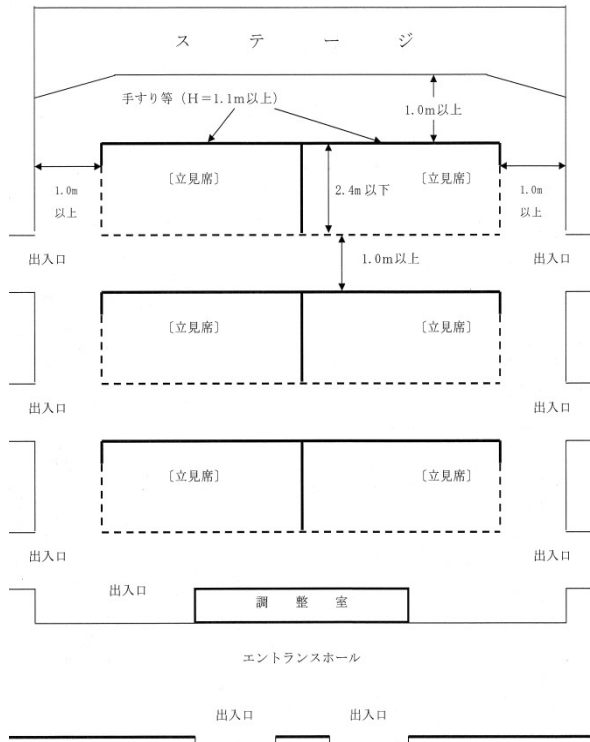 ステージ
手すり等（H＝1.1m以上）
1.0m以上
1.0m
以上
〔立見席〕
2.4m以下
〔立見席〕
1.0m
以上
出入口
1.0m以上
出入口
〔立見席〕
〔立見席〕
出入口
出入口
〔立見席〕
〔立見席〕
出入口
出入口
出入口
調整室
エントランスホール
出入口
出入口